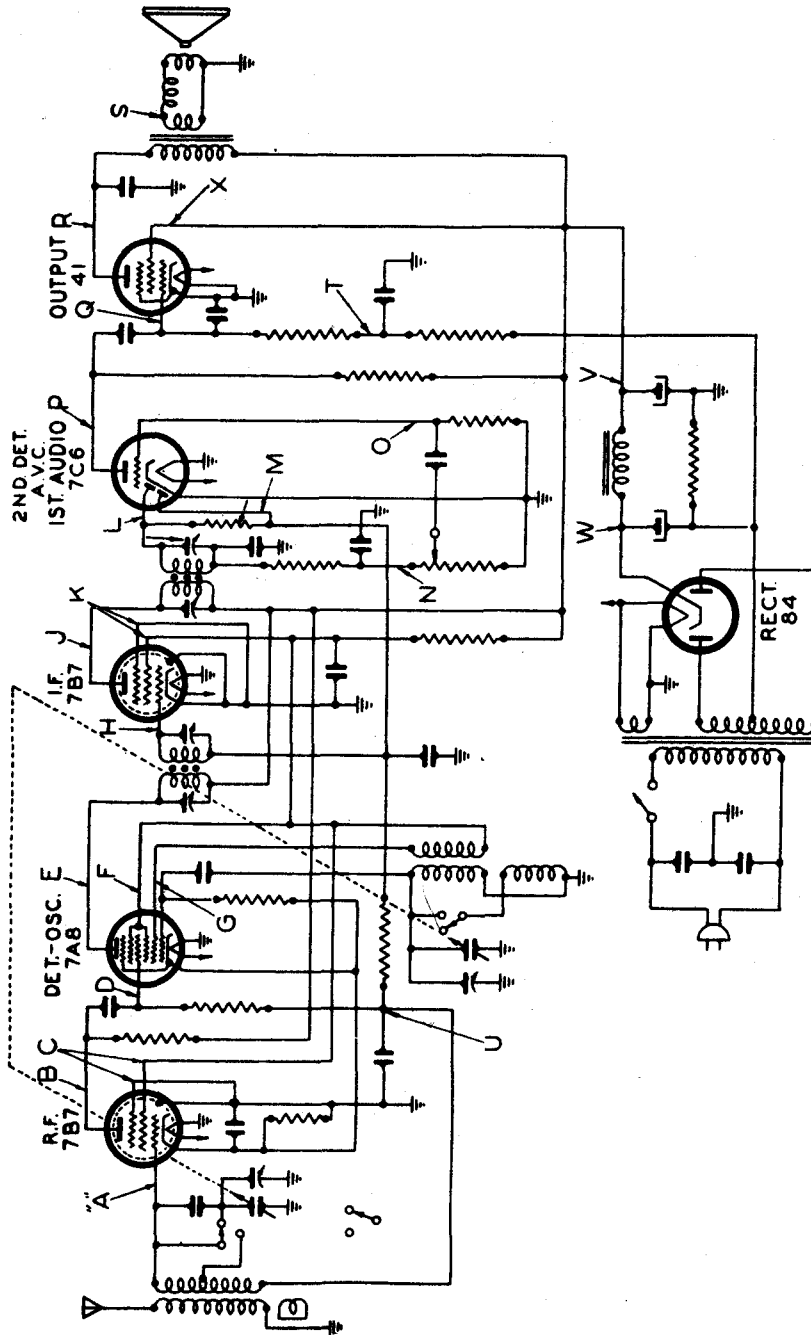 "A
R.F.
7B7
B
C
D
DET.-OSC. E
7A8
F
G
H
I.F.
7B7
J
K
L
2ND. DET.
A.V.C.
1ST. AUDIO P
7C6
M
N
O
OUTPUT R
41
Q
S
T
X
U
V
W
RECT.
84